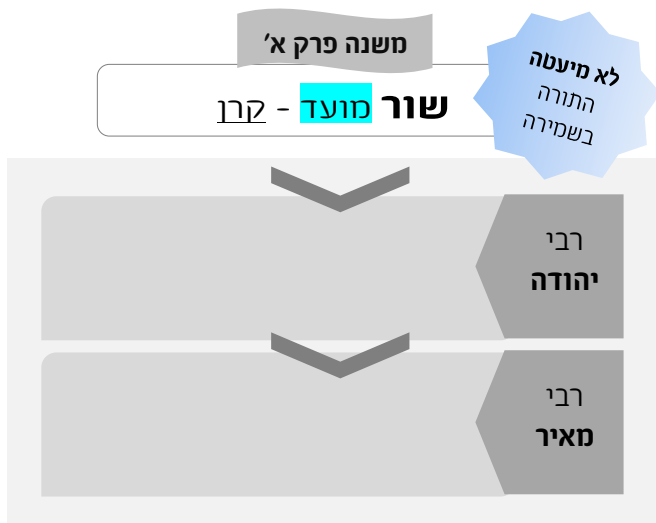 משנה פרק א'
שור מועד - קרן
לא מיעטה
התורה
בשמירה
רבי
יהודה
רבי
מאיר